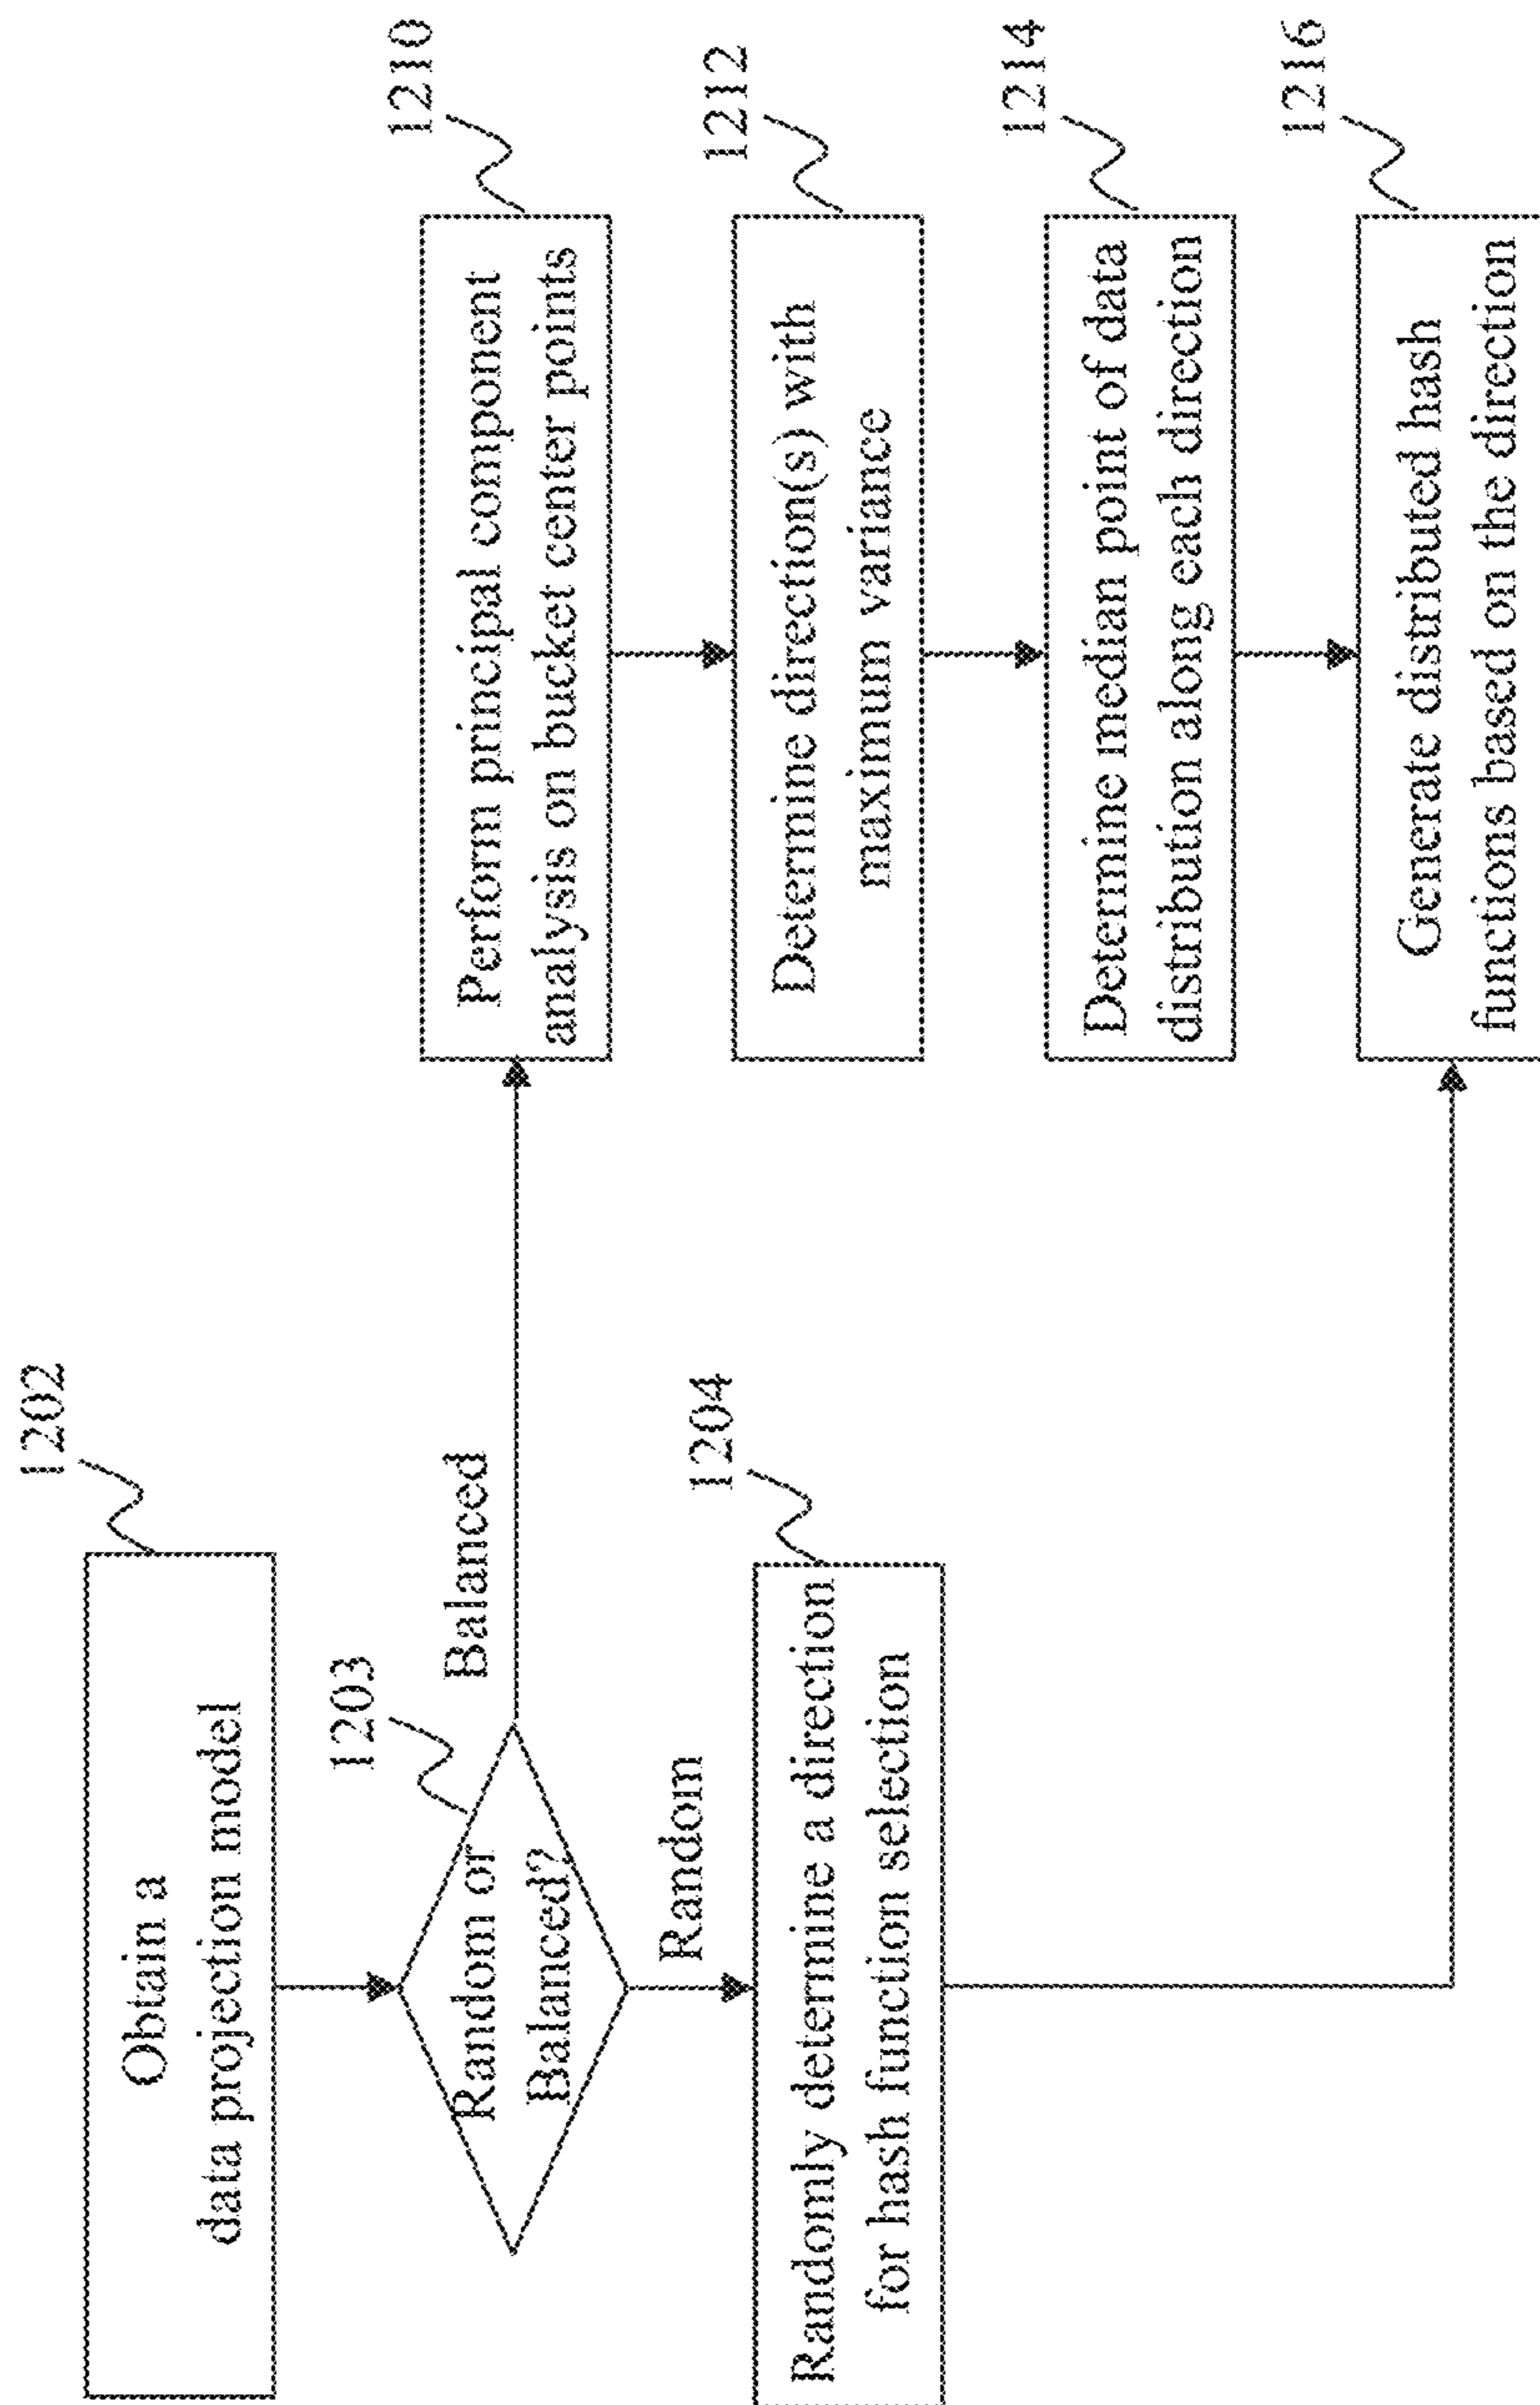 1202
Obtain a
data projection model
1203
Random or
Balanced?
Balanced
Random
1204
Randomly determine a direction
for hash function selection
1210
Perform principal component
analysis on bucket center points
1212
Determine direction(s) with
maximum variance
1214
Determine median point of data
distribution along each direction
1216
Generate distributed hash
functions based on the direction